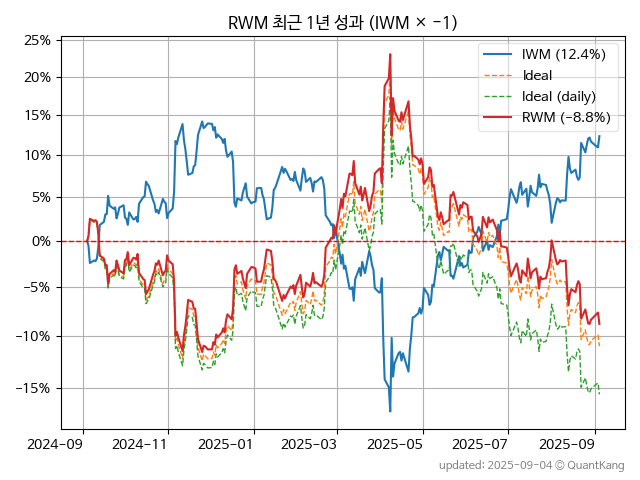 RWM 최근 1년 성과 (IWM × −1)
25%
20%
15%
10%
5%
0%
−5%
−10%
−15%
IWM (12.4%)
Ideal
Ideal (daily)
RWM (−8.8%)
2024-09
2024-11
2025-01
2025-03
2025-05
2025-07
2025-09
updated: 2025-09-04 © QuantKang